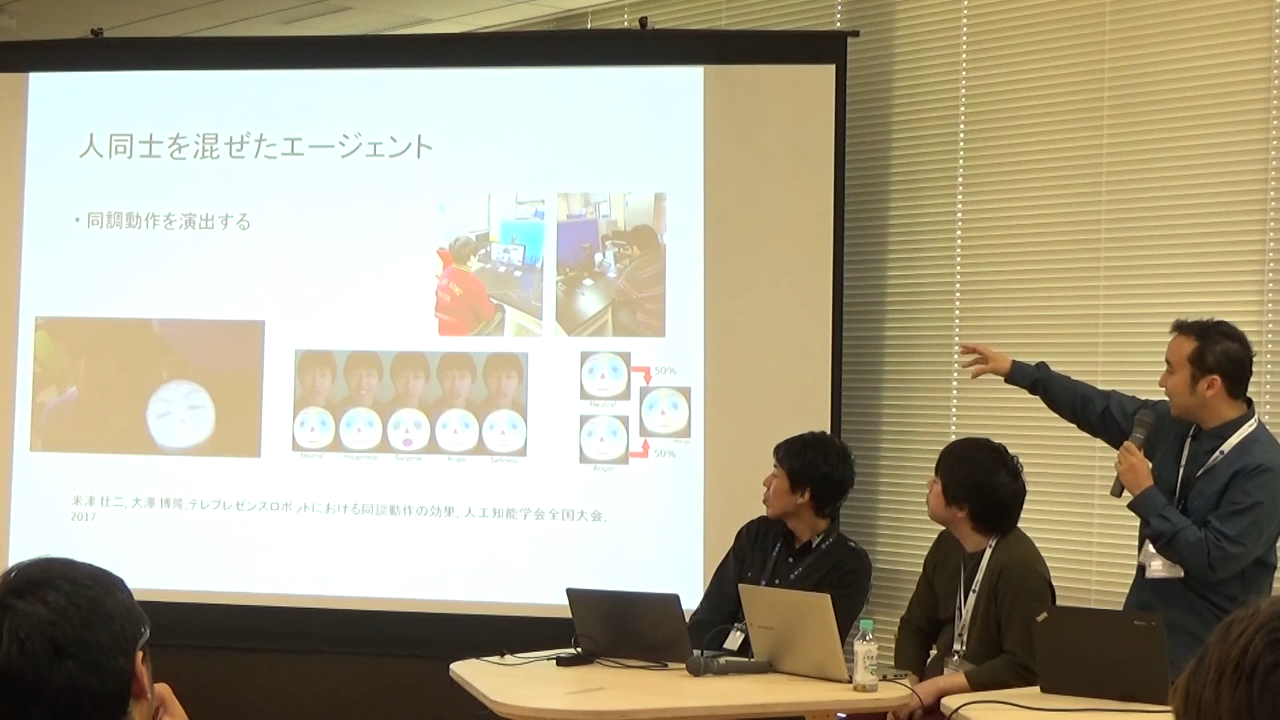 人同士を混ぜたエージェント
・同調動作を演出する
50%
Neutral
50%
Anger
Neutral Happiness Surprise Anger Sadness
米津 壮二, 大澤 博隆, テレプレゼンスロボットにおける同調動作の効果, 人工知能学会全国大会,
2017